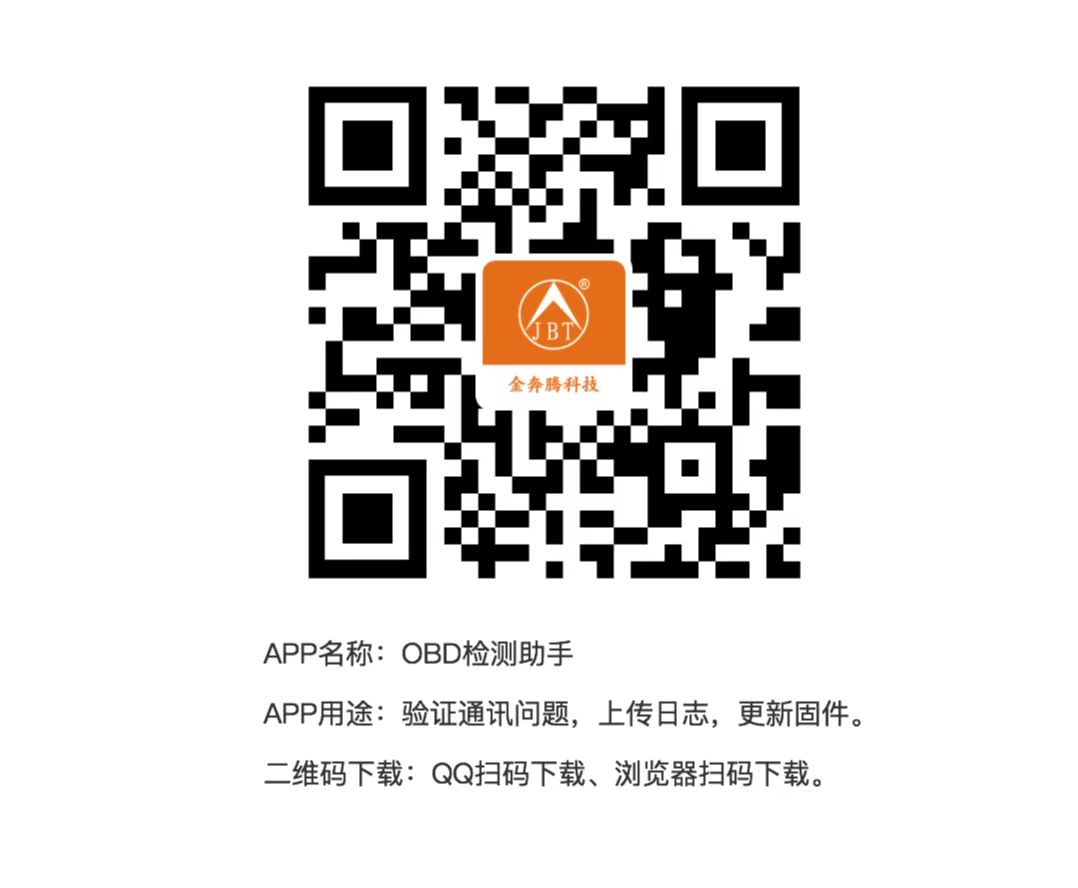 ®
JBT
金奔腾科技
APP名称：OBD检测助手
APP用途：验证通讯问题，上传日志，更新固件。
二维码下载：QQ扫码下载、浏览器扫码下载。